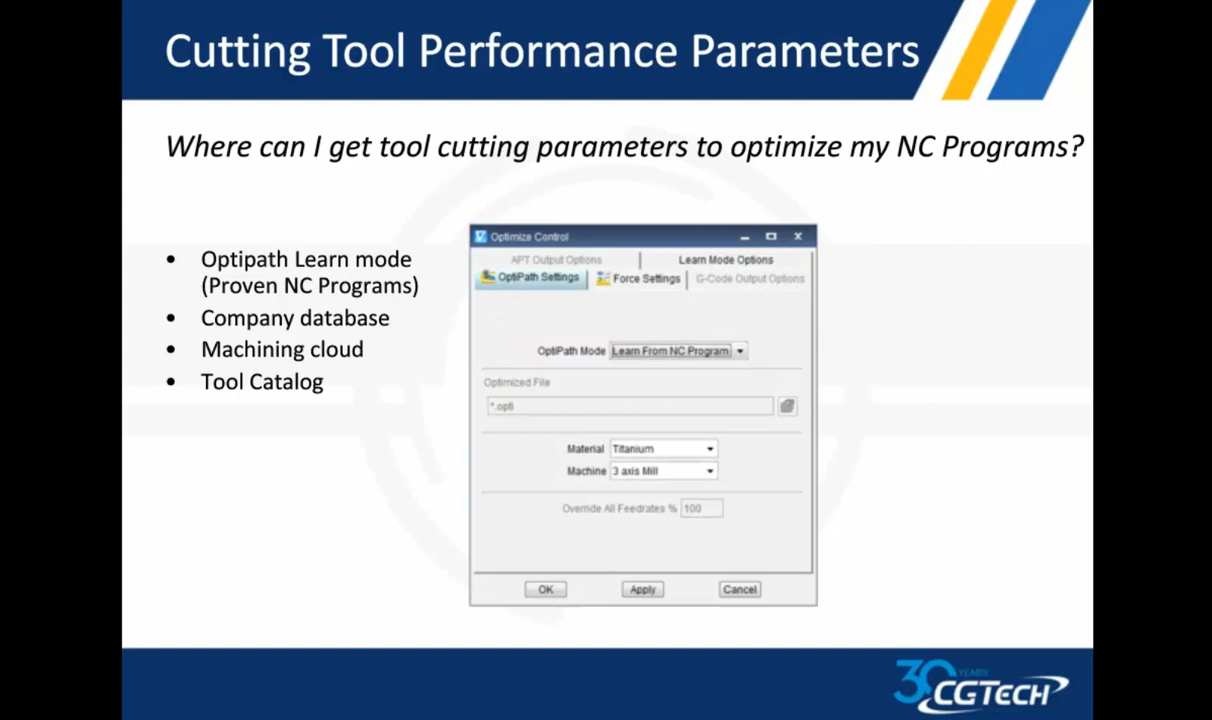 Cutting Tool Performance Parameters
Where can I get tool cutting parameters to optimize my NC Programs?
• Optipath Learn mode
(Proven NC Programs)
• Company database
• Machining cloud
• Tool Catalog
Optimize Control
APT Output Options
Learn Mode Options
OptiPath Settings
Force Settings
G-Code Output Options
OptiPath Mode Learn From NC Program
Optimized File
*.opti
Material Titanium
Machine 3 axis Mill
Override All Feedrates % 100
OK Apply Cancel
30 YEARS
CGTECH